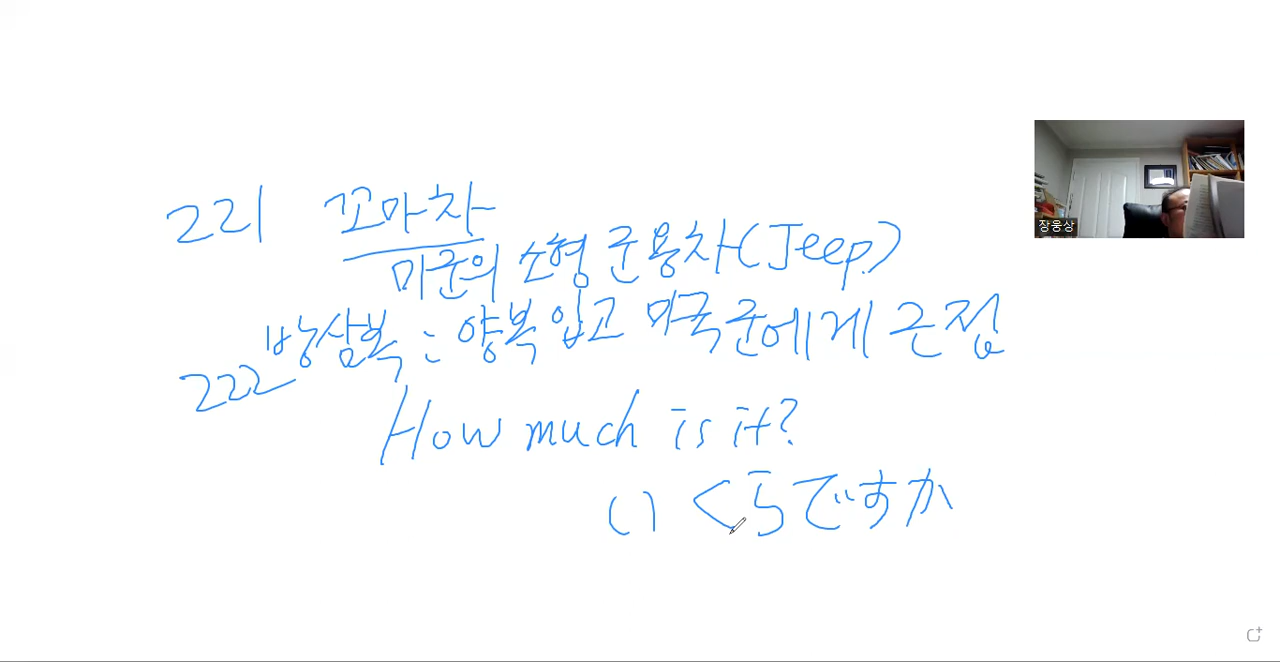 221 꼬마차
미군의 소형 군용차(Jeep)
222 방삼복 : 양복 입고 미국 군에게 근접
How much is it?
いくらですか
장웅상